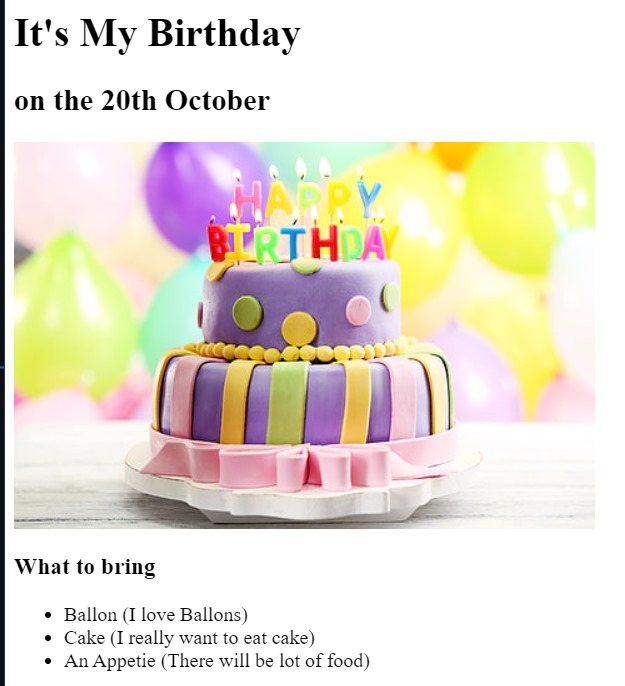 It's My Birthday
on the 20th October
HAPPY
BIRTHDAY
What to bring
Ballon (I love Ballons)
Cake (I really want to eat cake)
An Appetie (There will be lot of food)